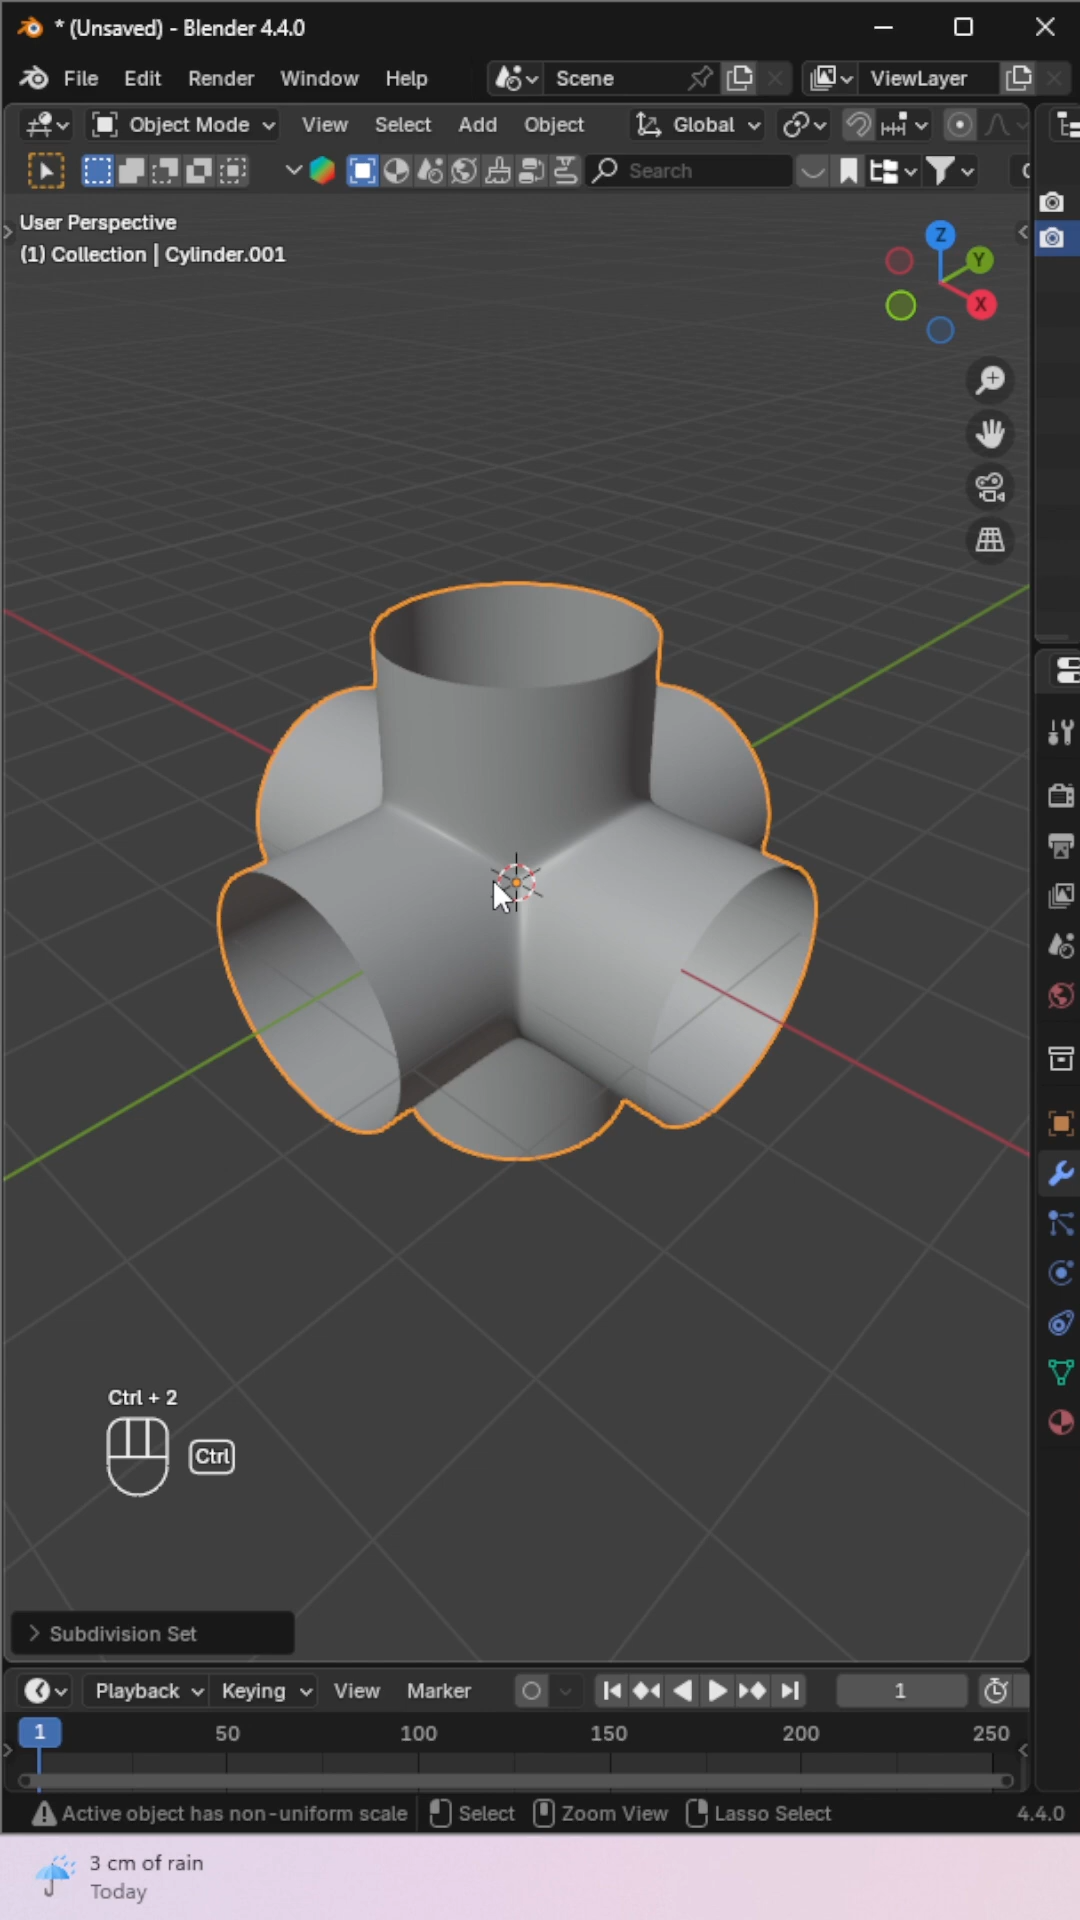 * (Unsaved) - Blender 4.4.0
File Edit Render Window Help Scene ViewLayer
Object Mode View Select Add Object Global
Search
User Perspective
(1) Collection | Cylinder.001
Z
Y
X
Ctrl + 2
Ctrl
Subdivision Set
Playback Keying View Marker 1
1 50 100 150 200 250
Active object has non-uniform scale Select Zoom View Lasso Select 4.4.0
3 cm of rain
Today